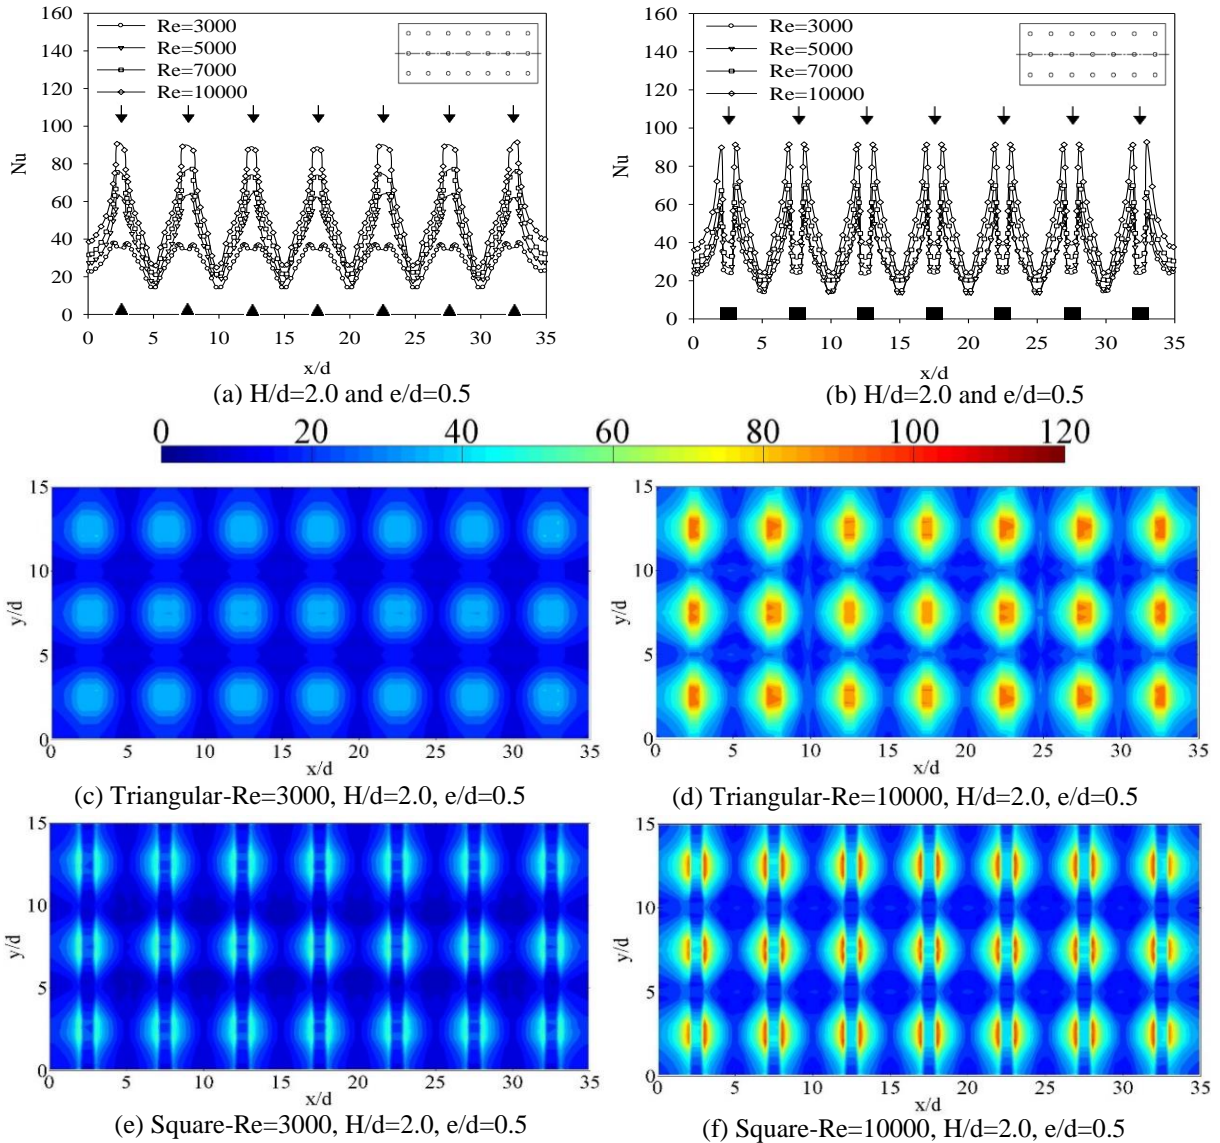 160
140
120
100
80
60
40
20
0
Nu
Re=3000
Re=5000
Re=7000
Re=10000
0 5 10 15 20 25 30 35
x/d
(a) H/d=2.0 and e/d=0.5
160
140
120
100
80
60
40
20
0
Nu
Re=3000
Re=5000
Re=7000
Re=10000
0 5 10 15 20 25 30 35
x/d
(b) H/d=2.0 and e/d=0.5
0 20 40 60 80 100 120
15
10
5
0
y/d
0 5 10 15 20 25 30 35
x/d
(c) Triangular-Re=3000, H/d=2.0, e/d=0.5
15
10
5
0
y/d
0 5 10 15 20 25 30 35
x/d
(d) Triangular-Re=10000, H/d=2.0, e/d=0.5
15
10
5
0
y/d
0 5 10 15 20 25 30 35
x/d
(e) Square-Re=3000, H/d=2.0, e/d=0.5
15
10
5
0
y/d
0 5 10 15 20 25 30 35
x/d
(f) Square-Re=10000, H/d=2.0, e/d=0.5